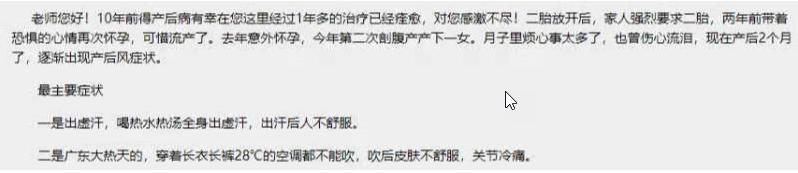 老师您好！10年前得产后病有幸在您这里经过1年多的治疗已经痊愈，对您感激不尽！二胎放开后，家人强烈要求二胎，两年前带着
恐惧的心情再次怀孕，可惜流产了。去年意外怀孕，今年第二次剖腹产产下一女。月子里烦心事太多了，也曾伤心流泪，现在产后2个月
了，逐渐出现产后风症状。
最主要症状
一是出虚汗，喝热水热汤全身出虚汗，出汗后人不舒服。
二是广东大热天的，穿着长衣长裤28℃的空调都不能吹，吹后皮肤不舒服，关节冷痛。